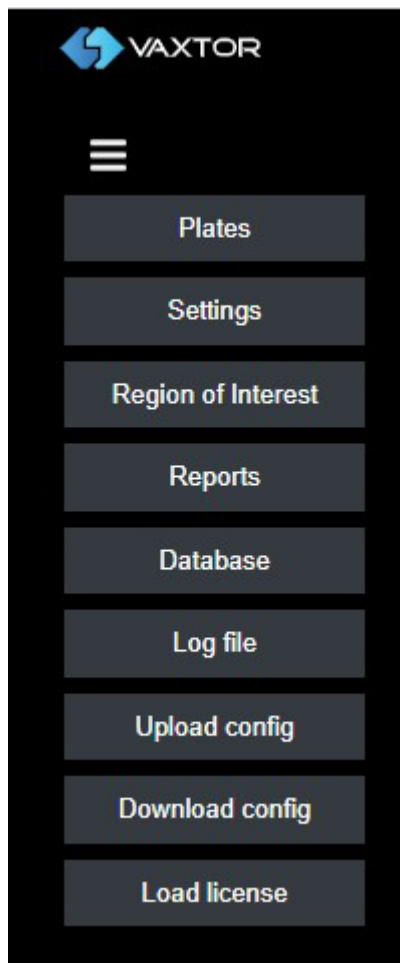 VAXTOR
Plates
Settings
Region of Interest
Reports
Database
Log file
Upload config
Download config
Load license